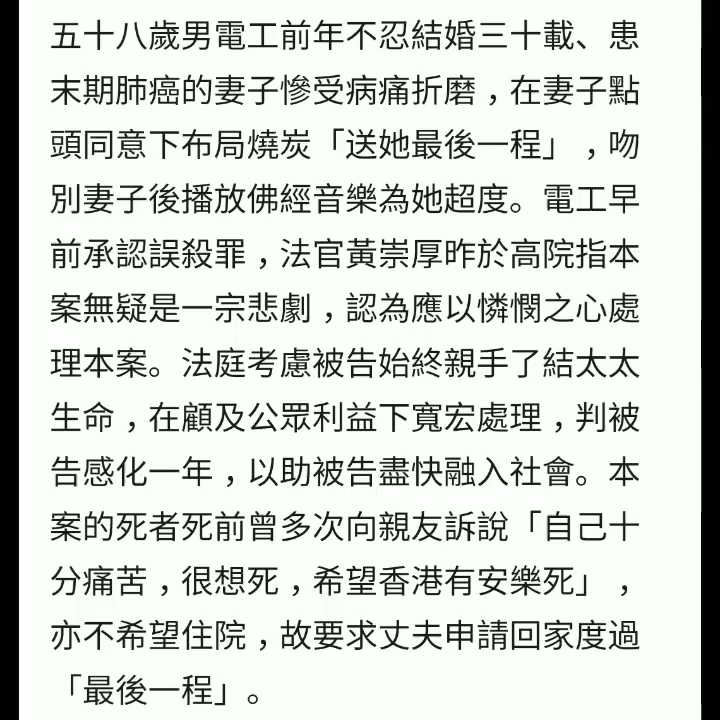 五十八歲男電工前年不忍結婚三十載、患
末期肺癌的妻子慘受病痛折磨，在妻子點
頭同意下布局燒炭「送她最後一程」，吻
別妻子後播放佛經音樂為她超度。電工早
前承認誤殺罪，法官黃崇厚昨於高院指本
案無疑是一宗悲劇，認為應以憐憫之心處
理本案。法庭考慮被告始終親手了結太太
生命，在顧及公眾利益下寬宏處理，判被
告感化一年，以助被告盡快融入社會。本
案的死者死前曾多次向親友訴說「自己十
分痛苦，很想死，希望香港有安樂死」，
亦不希望住院，故要求丈夫申請回家度過
「最後一程」。